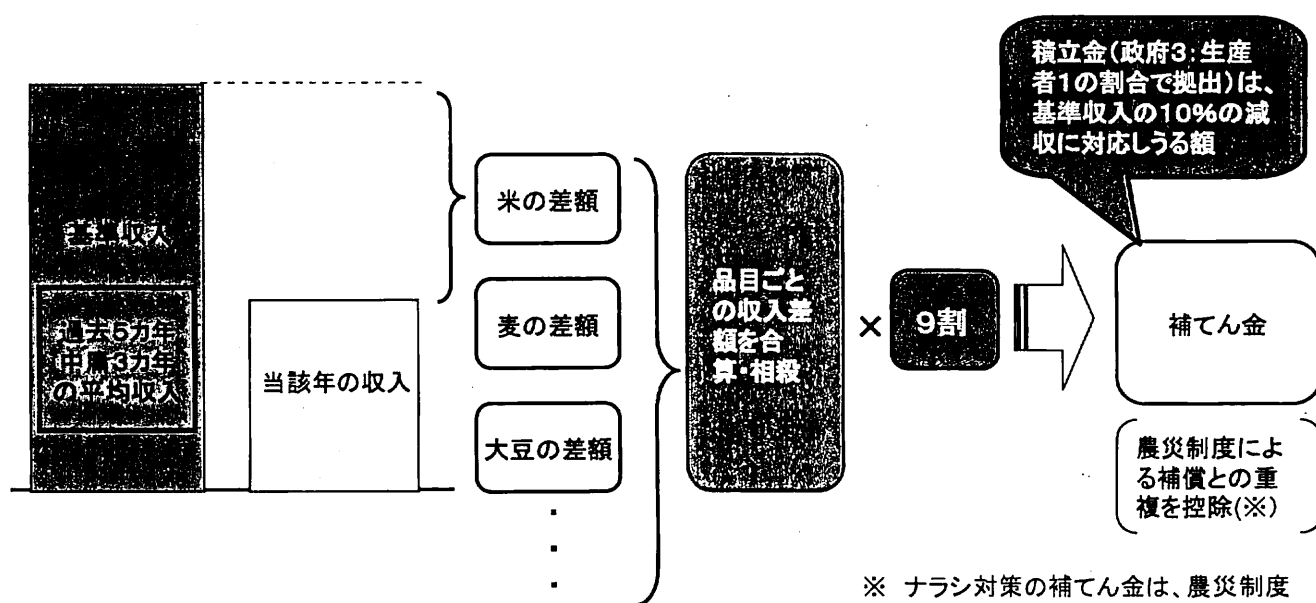 積立金(政府3:生産
者1の割合で拠出)は、
基準収入の10%の減
収に対応しうる額
基準収入
過去5カ年
中庸3カ年
の平均収入
当該年の収入
米の差額
麦の差額
大豆の差額
・
・
・
品目ごと
の収入差
額を合
算・相殺
×
9割
補てん金
農災制度によ
る補償との重
複を控除(※)
※ ナラシ対策の補てん金は、農災制度